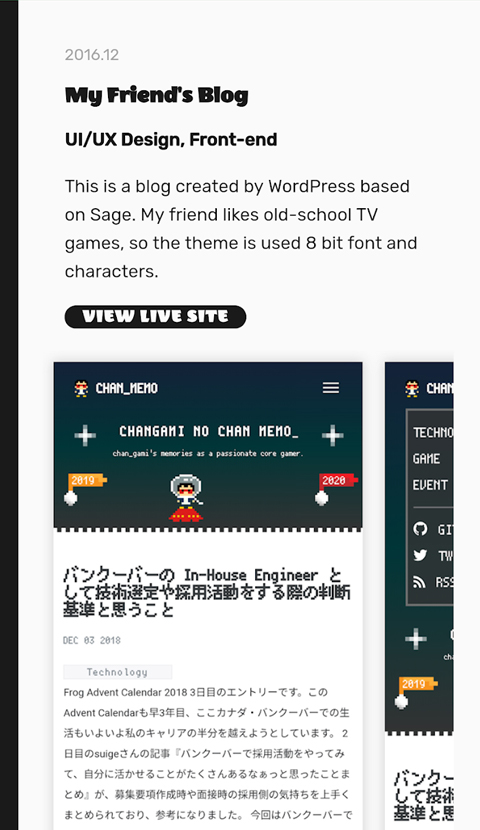 2016.12
My Friend's Blog
UI/UX Design, Front-end
This is a blog created by WordPress based
on Sage. My friend likes old-school TV
games, so the theme is used 8 bit font and
characters.
VIEW LIVE SITE
CHAN_MEMO
CHANGAMI NO CHAN MEMO_
chan_gami's memories as a passionate core gamer.
2019
2020
バンクーバーの In-House Engineer と
して技術選定や採用活動をする際の判断
基準と思うこと
DEC 03 2018
Technology
Frog Advent Calendar 2018 3日目のエントリーです。この
Advent Calendarも早3年目、ここカナダ・バンクーバーでの生
活もいよいよ私のキャリアの半分を越えようとしています。 2
日目のsuigeさんの記事『バンクーバーで採用活動をやってみ
て、自分に活かせることがたくさんあるなぁっと思ったことま
とめ』が、募集要項作成時や面接時の採用側の気持ちを上手く
まとめられており、参考になりました。 今回はバンクーバーで
CHAN
TECHNO
GAME
EVENT
GI
TW
RSS
C
cha
2019
バンク
して技術
基準と思